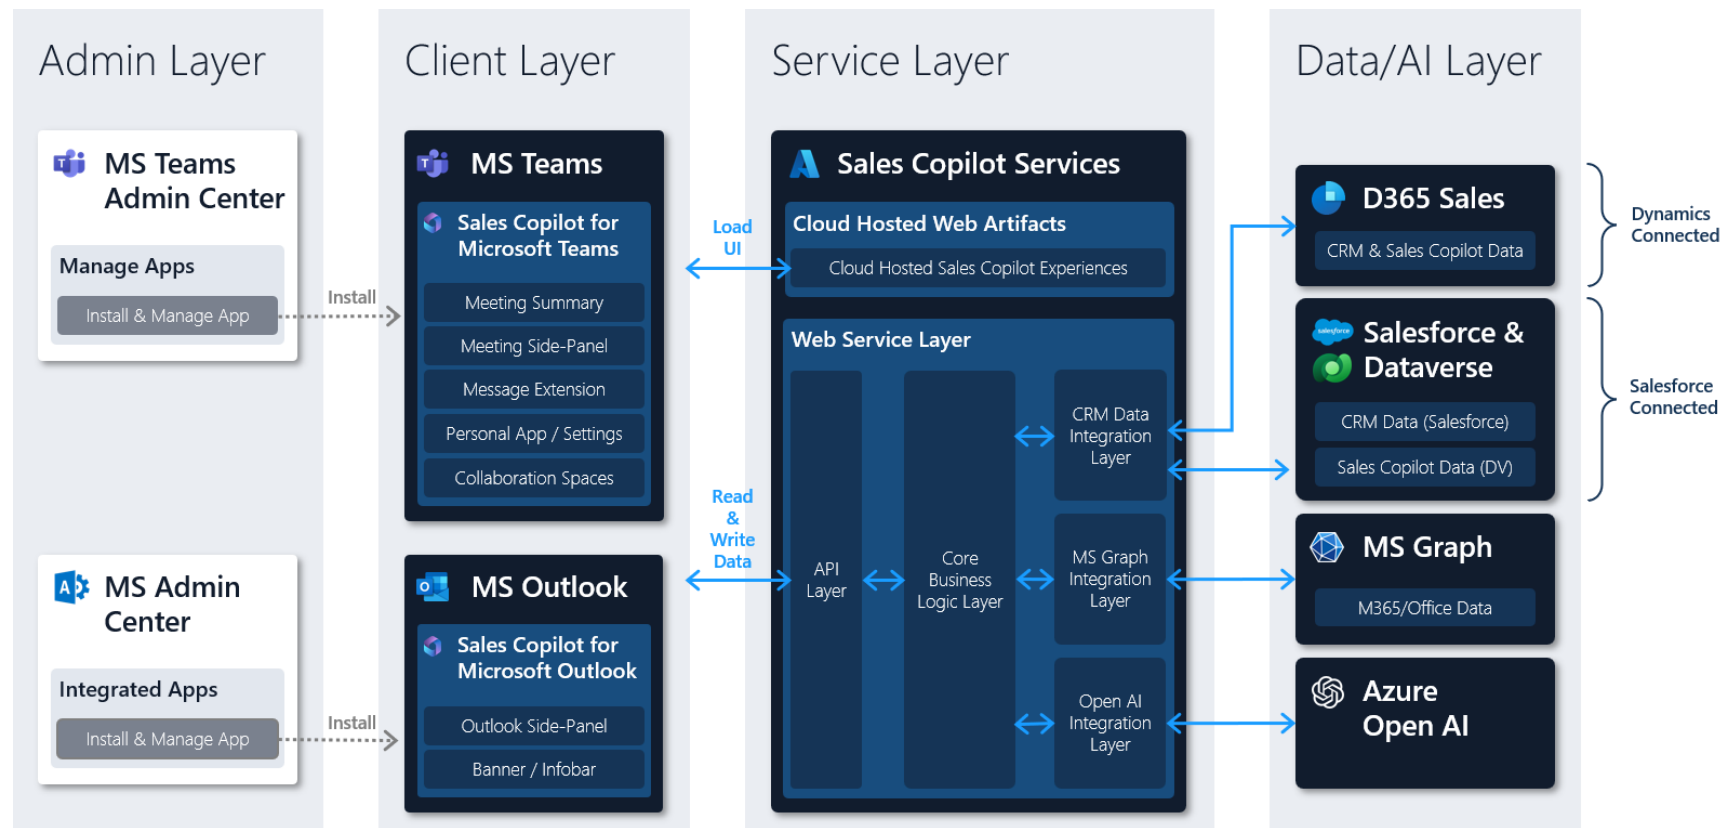 Admin Layer
MS Teams
Admin Center
Manage Apps
Install & Manage App
MS Admin
Center
Integrated Apps
Install & Manage App
Install
Install
Client Layer
MS Teams
Sales Copilot for
Microsoft Teams
Meeting Summary
Meeting Side-Panel
Message Extension
Personal App / Settings
Collaboration Spaces
MS Outlook
Sales Copilot for
Microsoft Outlook
Outlook Side-Panel
Banner / Infobar
Load
UI
Read
&
Write
Data
Service Layer
Sales Copilot Services
Cloud Hosted Web Artifacts
Cloud Hosted Sales Copilot Experiences
Web Service Layer
API
Layer
Core
Business
Logic Layer
CRM Data
Integration
Layer
MS Graph
Integration
Layer
Open AI
Integration
Layer
Data/AI Layer
D365 Sales
CRM & Sales Copilot Data
salesforce
Salesforce &
Dataverse
CRM Data (Salesforce)
Sales Copilot Data (DV)
MS Graph
M365/Office Data
Azure
Open AI
Dynamics
Connected
Salesforce
Connected